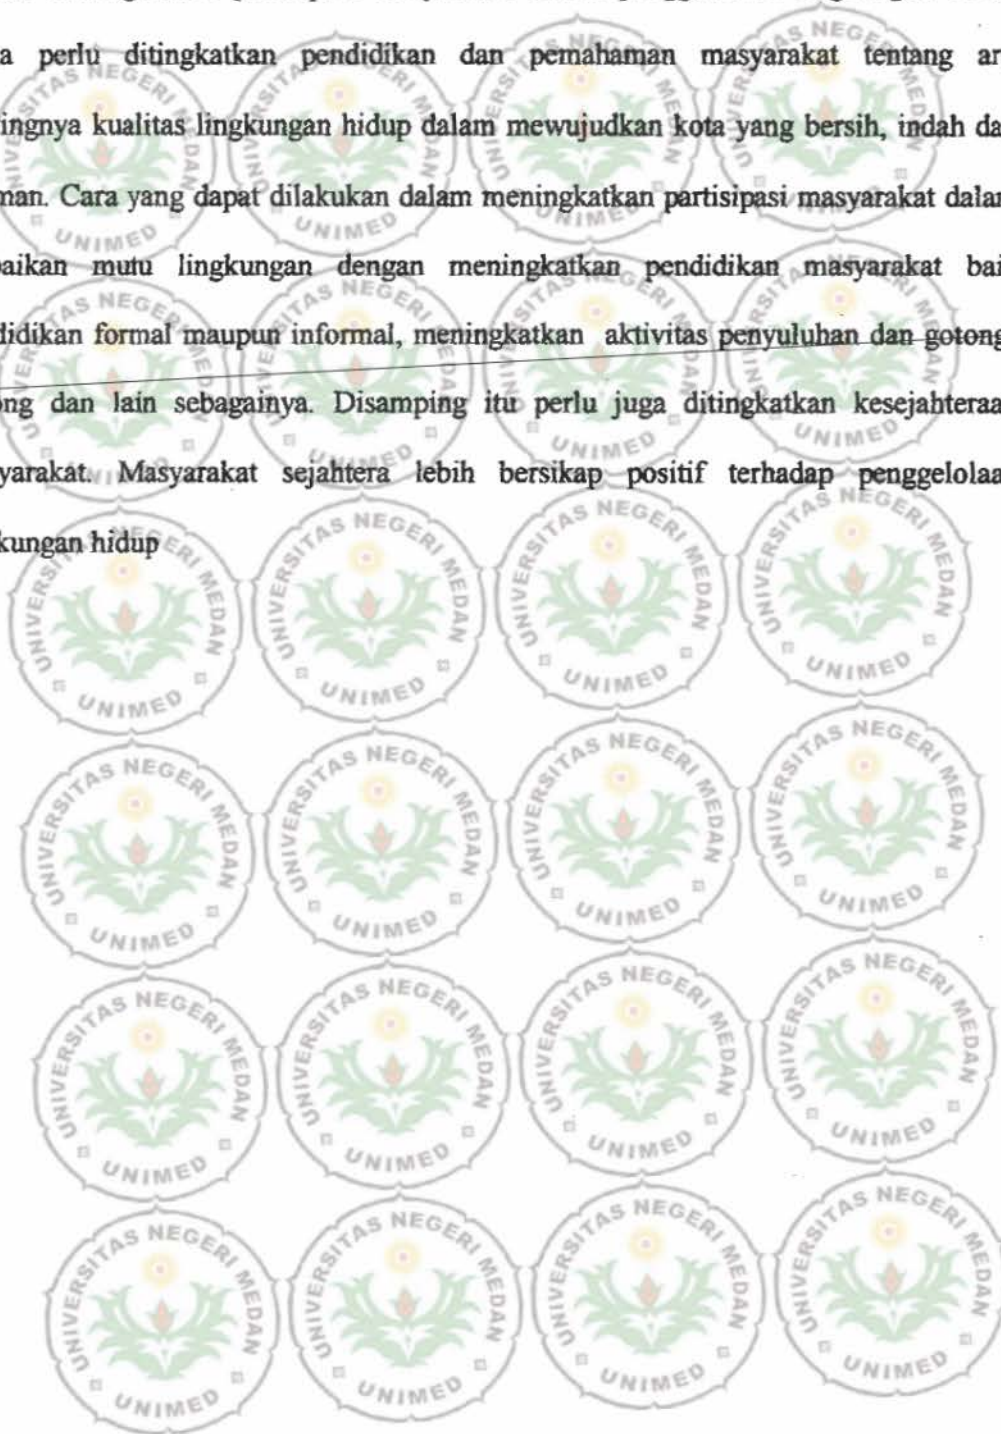 a perlu ditingkatkan pendidikan dan pemahaman masyarakat tentang ar
ingnya kualitas lingkungan hidup dalam mewujudkan kota yang bersih, indah da
nan. Cara yang dapat dilakukan dalam meningkatkan partisipasi masyarakat dalan
aikan mutu lingkungan dengan meningkatkan pendidikan masyarakat bai
didikan formal maupun informal, meningkatkan aktivitas penyuluhan dan gotong
ong dan lain sebagainya. Disamping itu perlu juga ditingkatkan kesejahteraa
yarakat. Masyarakat sejahtera lebih bersikap positif terhadap penggelolaa
kungan hidup
UNIVERSITAS NEGERI MEDAN
UNIMED